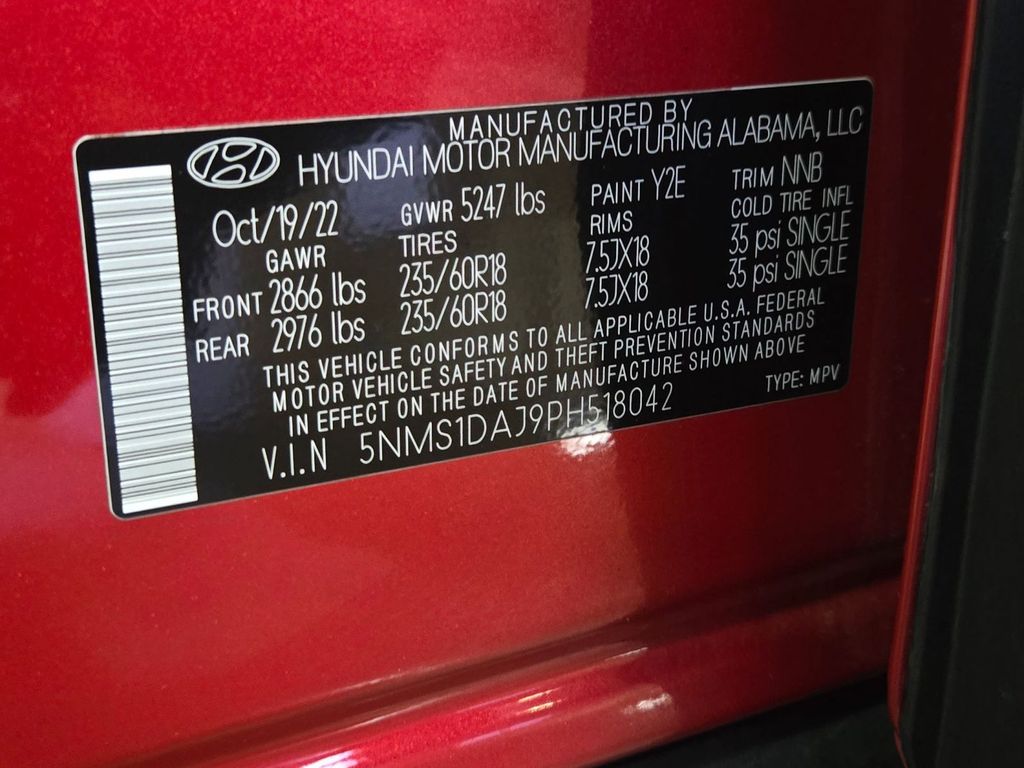 MANUFACTURED BY
HYUNDAI MOTOR MANUFACTURING ALABAMA, LLC
Oct/19/22 GVWR 5247 lbs PAINT Y2E TRIM NNB
GAWR TIRES RIMS COLD TIRE INFL
FRONT 2866 lbs 235/60R18 7.5JX18 35 psi SINGLE
REAR 2976 lbs 235/60R18 7.5JX18 35 psi SINGLE
THIS VEHICLE CONFORMS TO ALL APPLICABLE U.S.A. FEDERAL
MOTOR VEHICLE SAFETY AND THEFT PREVENTION STANDARDS
IN EFFECT ON THE DATE OF MANUFACTURE SHOWN ABOVE
V.I.N 5NMS1DAJ9PH518042 TYPE: MPV